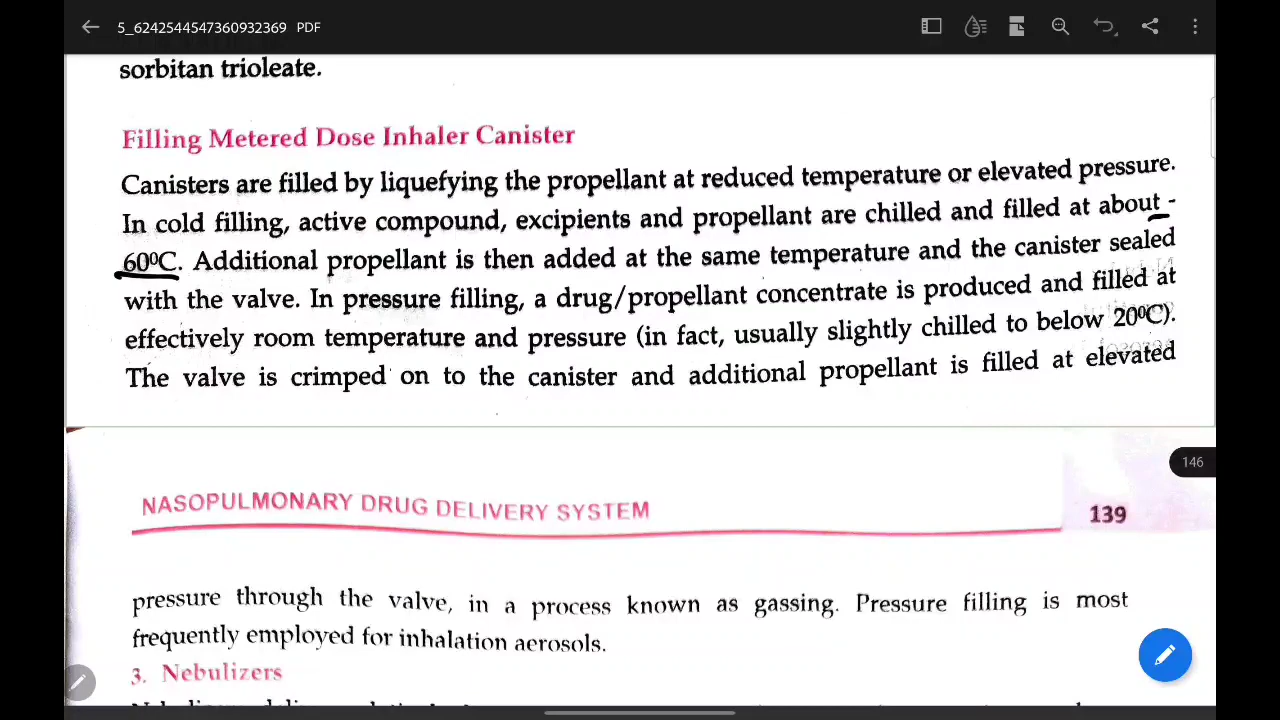 5_6242544547360932369 PDF
sorbitan trioleate.
Filling Metered Dose Inhaler Canister
Canisters are filled by liquefying the propellant at reduced temperature or elevated pressure.
In cold filling, active compound, excipients and propellant are chilled and filled at about -
60⁰C. Additional propellant is then added at the same temperature and the canister sealed
with the valve. In pressure filling, a drug/propellant concentrate is produced and filled at
effectively room temperature and pressure (in fact, usually slightly chilled to below 20⁰C).
The valve is crimped on to the canister and additional propellant is filled at elevated
146
NASOPULMONARY DRUG DELIVERY SYSTEM 139
pressure through the valve, in a process known as gassing. Pressure filling is most
frequently employed for inhalation aerosols.
3. Nebulizers